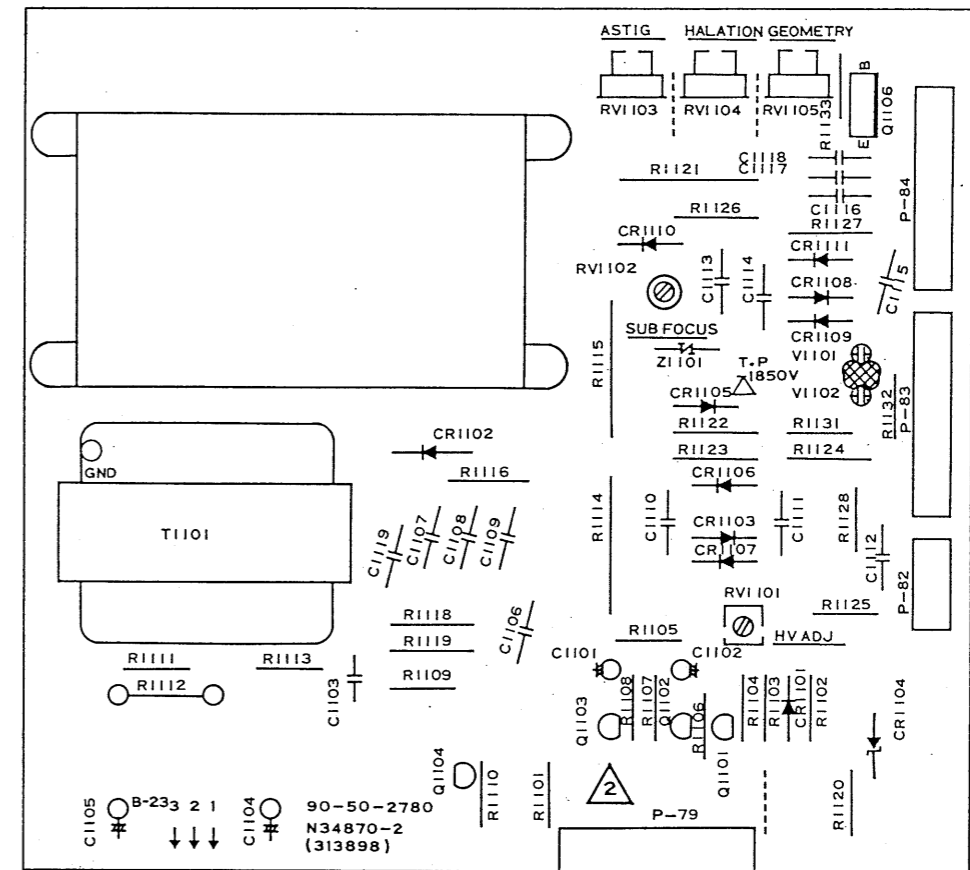 ASTIG HALATION GEOMETRY
RV1103 RV1104 RV1105
R1133
B
Q1106
E
C1118
C1117
R1121
P-84
C1116
R1126
R1127
CR1110
CR1111
RV1102
C1113
C1114
CR1108
C1115
SUB FOCUS
CR1109
Z1101
T.P
-1850V
V1101
R1115
CR1105
V1102
R1132
P-83
R1122
R1131
CR1102
R1123
R1124
GND
R1116
CR1106
T1101
C1119
C1107
C1108
C1109
R1114
C1110
CR1103
CR1107
C1111
R1128
C1112
P-82
RV1101
R1118
C1106
R1125
R1119
R1105
HV ADJ
R1111
R1113
C1101
C1102
R1112
C1103
R1109
Q1103
R1108
R1107
Q1102
R1106
Q1101
R1104
R1103
CR1101
R1102
CR1104
Q1104
R1110
R1101
2
R1120
C1105
B-23 3 2 1
C1104
90-50-2780
N34870-2
(313898)
P-79